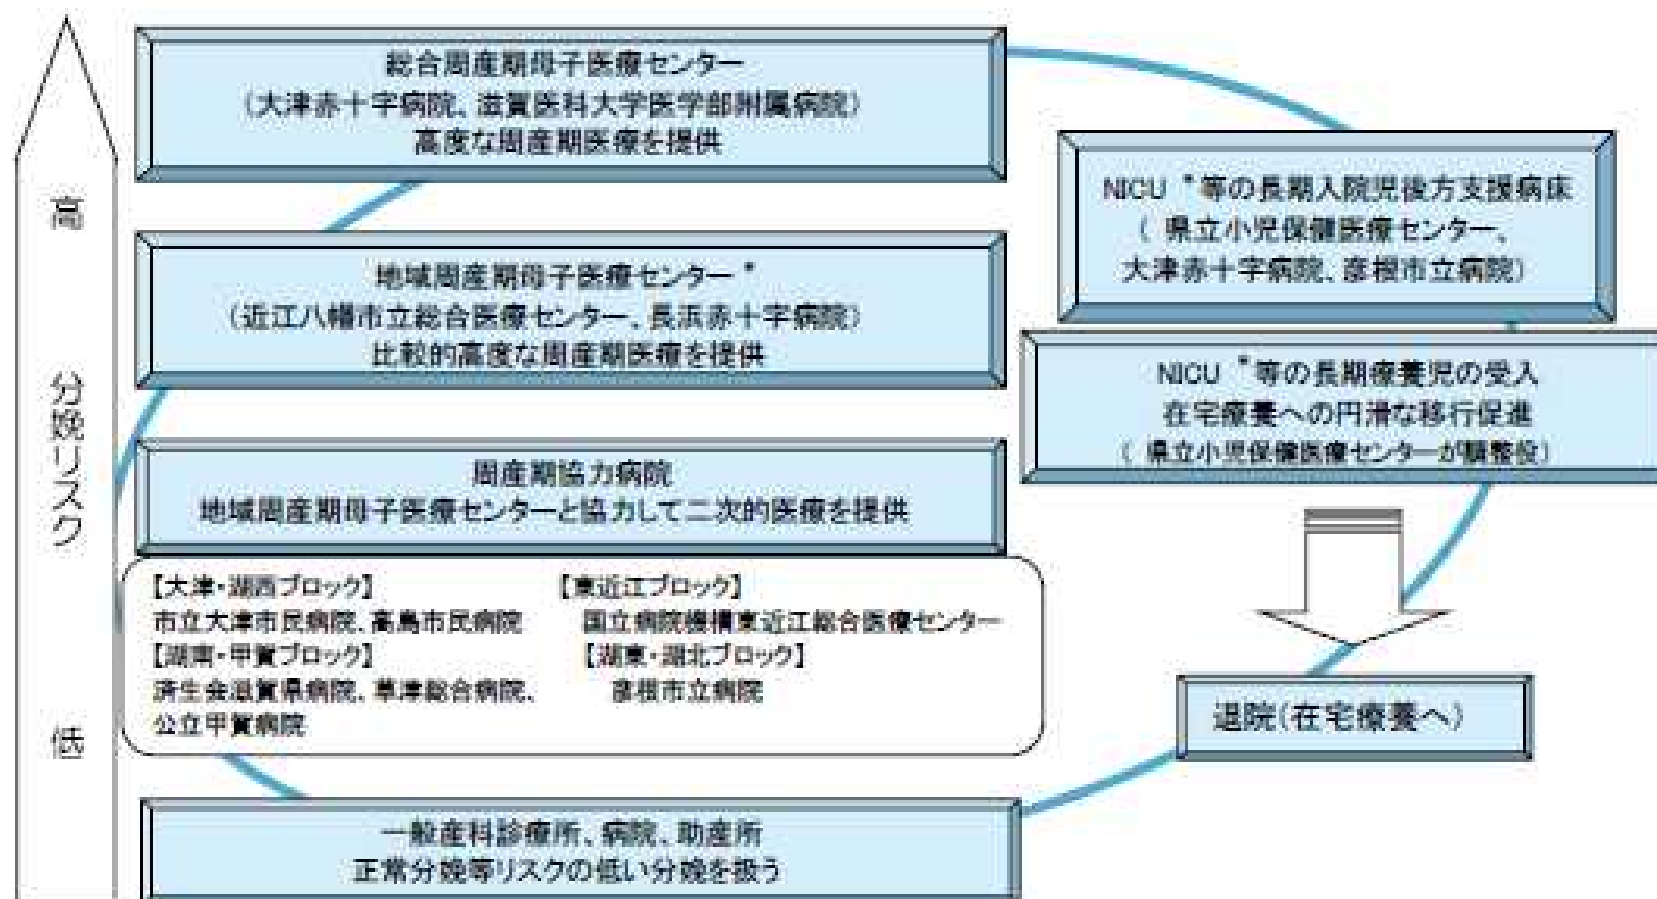 高
分娩リスク
低
総合周産期母子医療センター
（大津赤十字病院、滋賀医科大学医学部附属病院）
高度な周産期医療を提供
地域周産期母子医療センター*
（近江八幡市立総合医療センター、長浜赤十字病院）
比較的高度な周産期医療を提供
周産期協力病院
地域周産期母子医療センターと協力して二次的医療を提供
【大津・湖西ブロック】
市立大津市民病院、高島市民病院
【湖南・甲賀ブロック】
済生会滋賀県病院、草津総合病院、
公立甲賀病院
【東近江ブロック】
国立病院機構東近江総合医療センター
【湖東・湖北ブロック】
彦根市立病院
一般産科診療所、病院、助産所
正常分娩等リスクの低い分娩を扱う
NICU *等の長期入院児後方支援病床
（ 県立小児保健医療センター、
大津赤十字病院、彦根市立病院）
NICU *等の長期療養児の受入
在宅療養への円滑な移行促進
（ 県立小児保健医療センターが調整役）
退院（在宅療養へ）